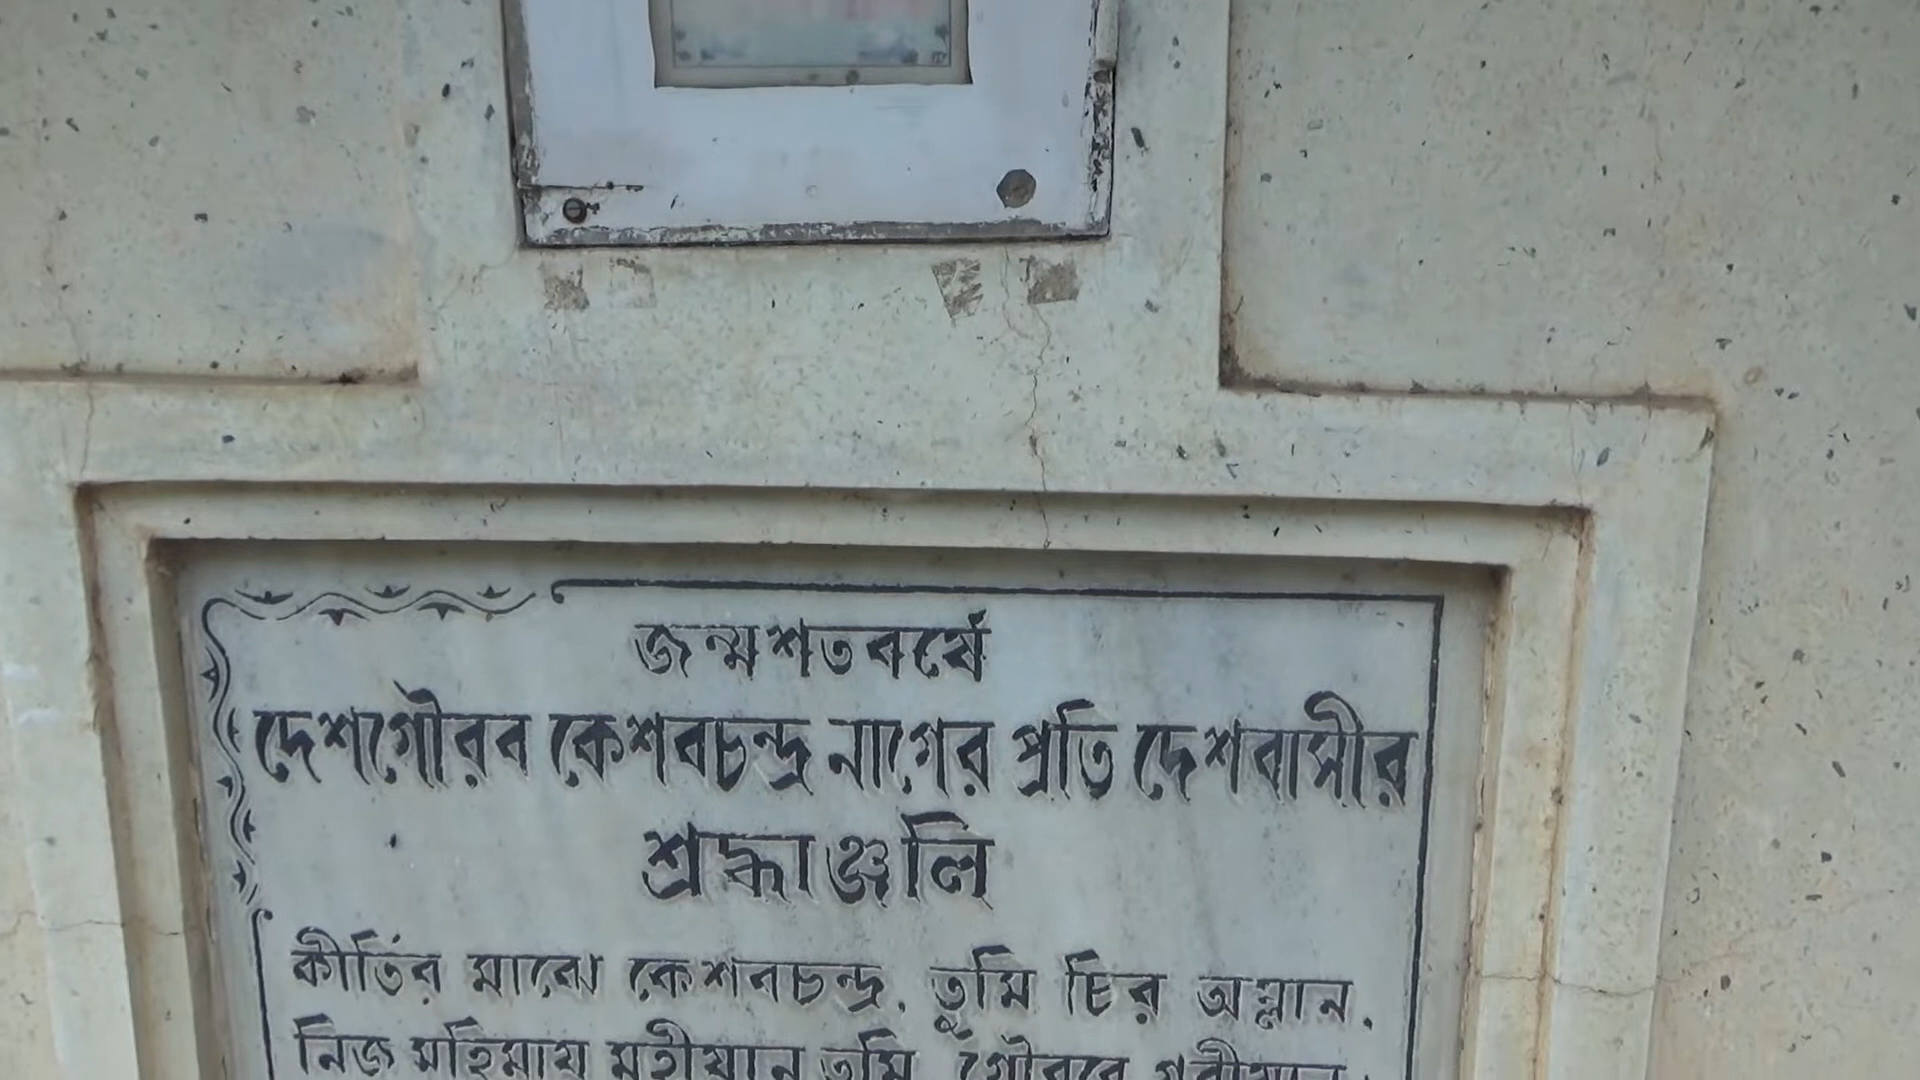 জন্মশতবর্ষে
দেশগৌরব কেশবচন্দ্র নাগের প্রতি দেশবাসীর
শ্রদ্ধাঞ্জলি
কীর্তির মাঝে কেশবচন্দ্র, তুমি চির অম্লান,
নিজ মহিমায় মহীয়ান তুমি, গৌরবে গরীয়ান,